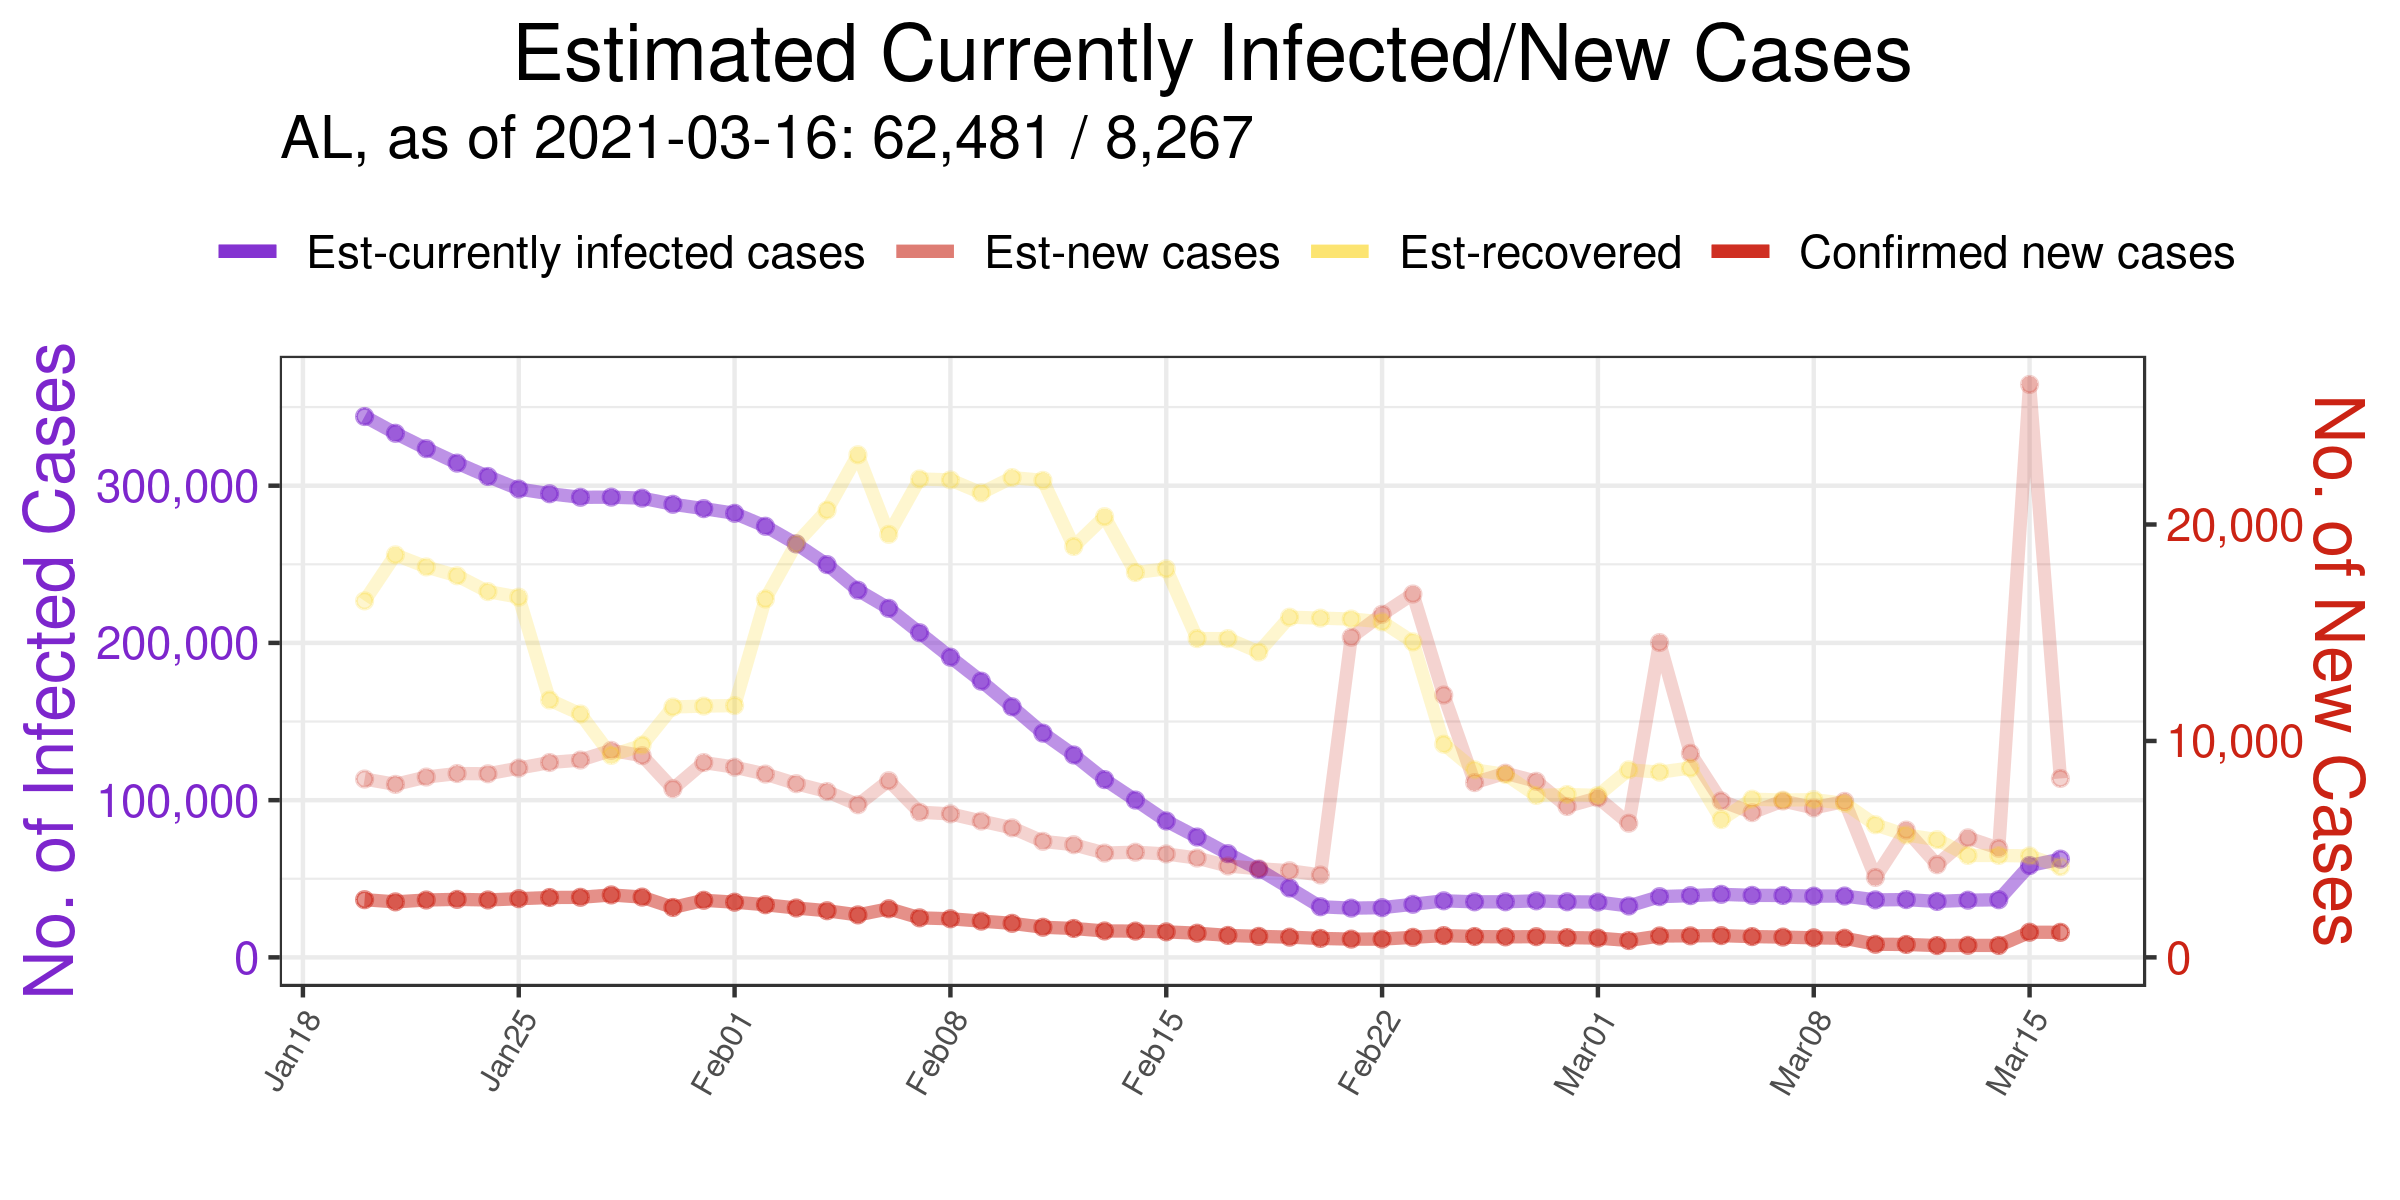 Estimated Currently Infected/New Cases
AL, as of 2021-03-16: 62,481 / 8,267
Est-currently infected cases
Est-new cases
Est-recovered
Confirmed new cases
No. of Infected Cases
300,000
200,000
100,000
0
No. of New Cases
20,000
10,000
0
Jan18
Jan25
Feb01
Feb08
Feb15
Feb22
Mar01
Mar08
Mar15